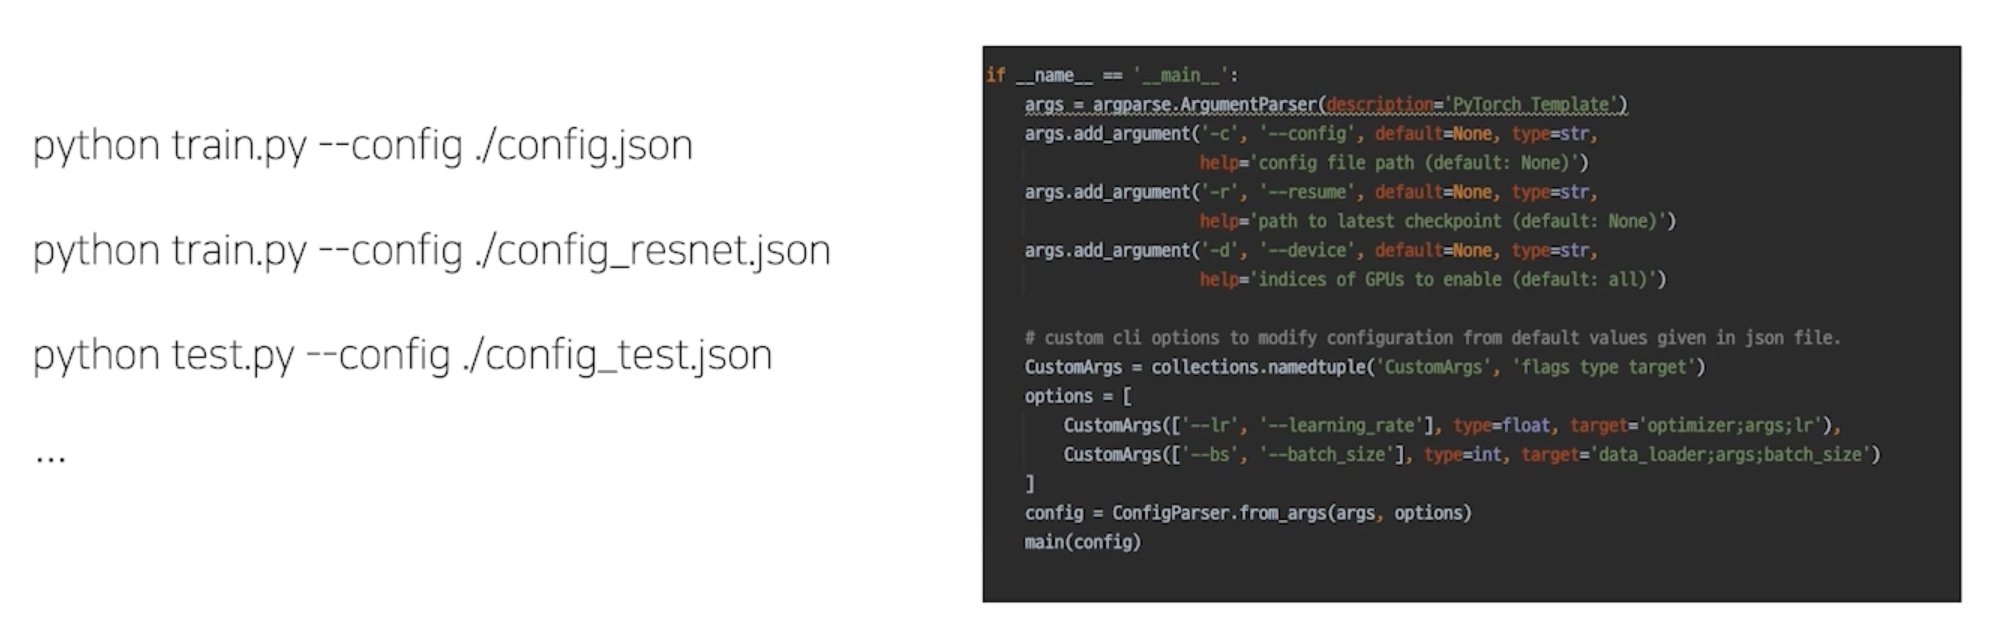 python train.py --config ./config.json
python train.py --config ./config_resnet.json
python test.py --config ./config_test.json
...
if __name__ == '__main__':
    args = argparse.ArgumentParser(description='PyTorch Template')
    args.add_argument('-c', '--config', default=None, type=str,
                      help='config file path (default: None)')
    args.add_argument('-r', '--resume', default=None, type=str,
                      help='path to latest checkpoint (default: None)')
    args.add_argument('-d', '--device', default=None, type=str,
                      help='indices of GPUs to enable (default: all)')
    # custom cli options to modify configuration from default values given in json file.
    CustomArgs = collections.namedtuple('CustomArgs', 'flags type target')
    options = [
        CustomArgs(['--lr', '--learning_rate'], type=float, target='optimizer;args;lr'),
        CustomArgs(['--bs', '--batch_size'], type=int, target='data_loader;args;batch_size')
    ]
    config = ConfigParser.from_args(args, options)
    main(config)